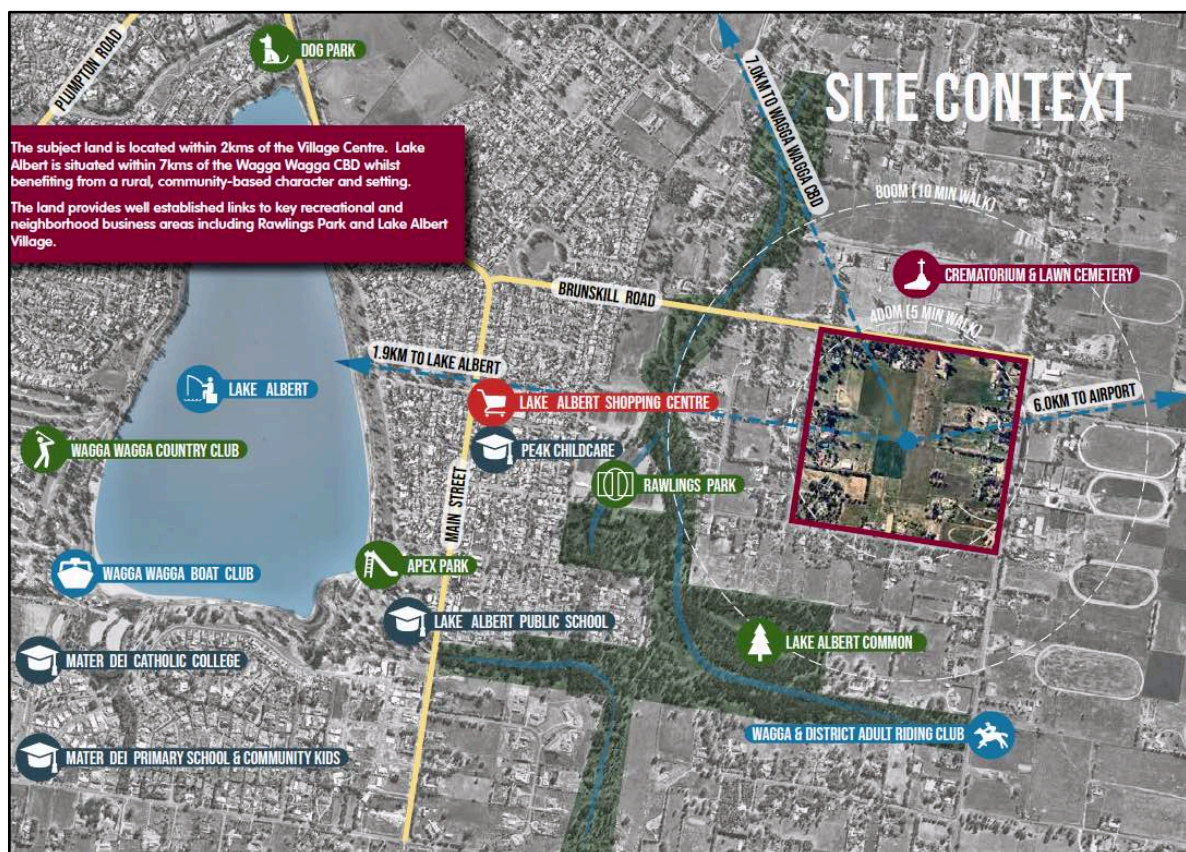 PLUMPTON ROAD
DOG PARK
SITE CONTEXT
7.0KM TO WAGGA WAGGA CBD
The subject land is located within 2kms of the Village Centre. Lake
Albert is situated within 7kms of the Wagga Wagga CBD whilst
benefiting from a rural, community-based character and setting.
The land provides well established links to key recreational and
neighborhood business areas including Rawlings Park and Lake Albert
Village.
800M (10 MIN WALK)
CREMATORIUM & LAWN CEMETERY
BRUNSKILL ROAD
400M (5 MIN WALK)
1.9KM TO LAKE ALBERT
6.0KM TO AIRPORT
LAKE ALBERT
LAKE ALBERT SHOPPING CENTRE
WAGGA WAGGA COUNTRY CLUB
PE4K CHILDCARE
RAWLINGS PARK
MAIN STREET
WAGGA WAGGA BOAT CLUB
APEX PARK
LAKE ALBERT PUBLIC SCHOOL
LAKE ALBERT COMMON
MATER DEI CATHOLIC COLLEGE
WAGGA & DISTRICT ADULT RIDING CLUB
MATER DEI PRIMARY SCHOOL & COMMUNITY KIDS